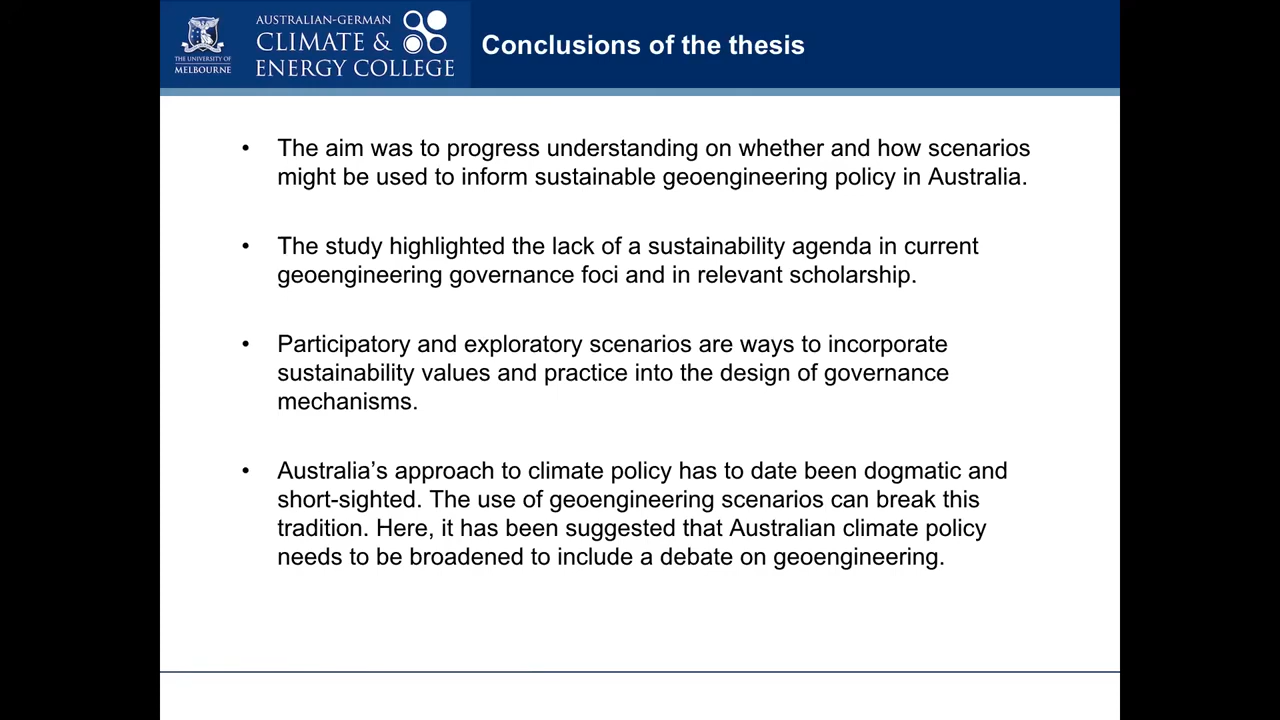 THE UNIVERSITY OF
MELBOURNE
AUSTRALIAN-GERMAN
CLIMATE &
ENERGY COLLEGE
Conclusions of the thesis
• The aim was to progress understanding on whether and how scenarios
might be used to inform sustainable geoengineering policy in Australia.
• The study highlighted the lack of a sustainability agenda in current
geoengineering governance foci and in relevant scholarship.
• Participatory and exploratory scenarios are ways to incorporate
sustainability values and practice into the design of governance
mechanisms.
• Australia’s approach to climate policy has to date been dogmatic and
short-sighted. The use of geoengineering scenarios can break this
tradition. Here, it has been suggested that Australian climate policy
needs to be broadened to include a debate on geoengineering.